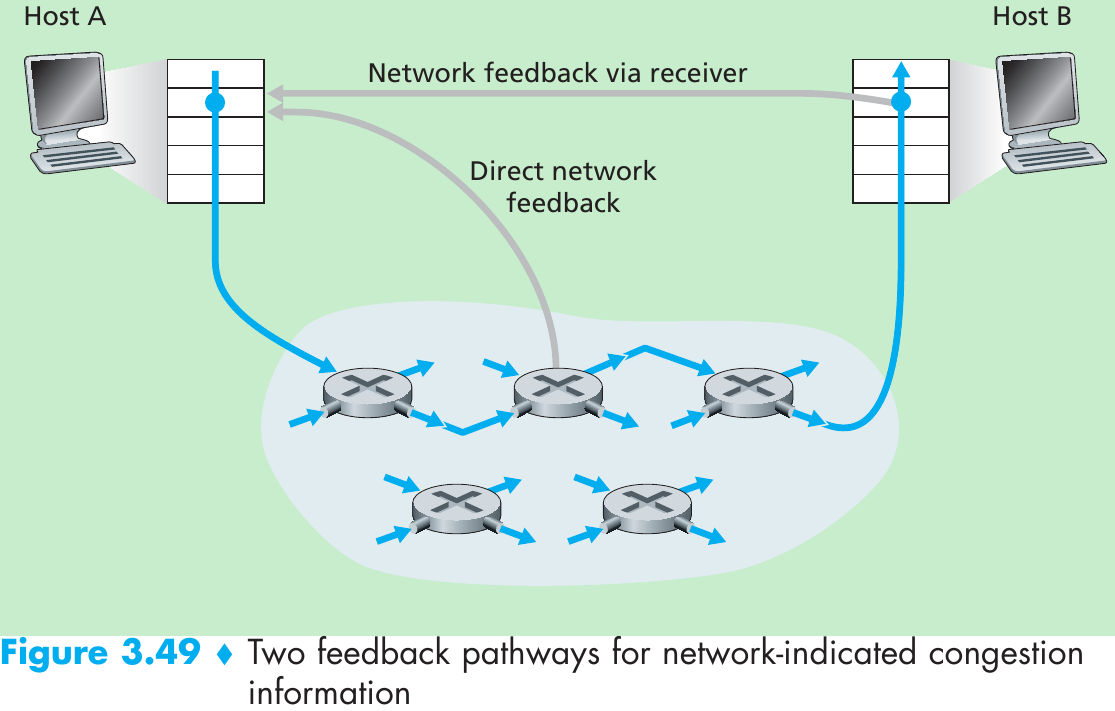 Host A
Host B
Network feedback via receiver
Direct network
feedback
Figure 3.49 ♦ Two feedback pathways for network-indicated congestion
information